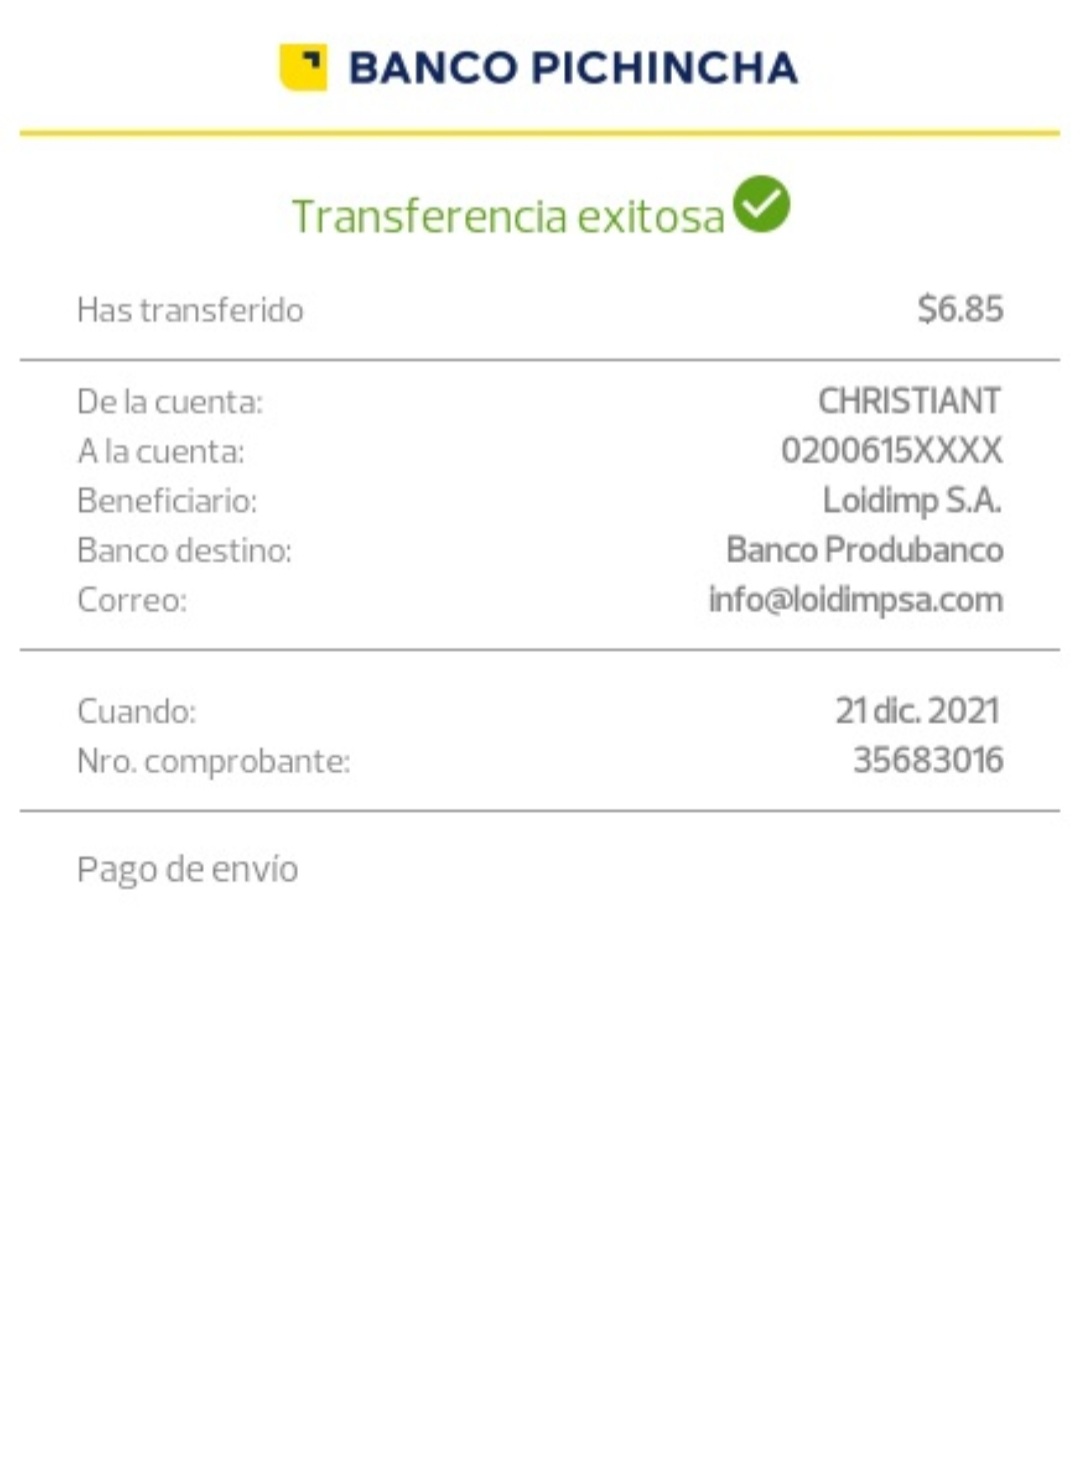 BANCO PICHINCHA
Transferencia exitosa
Has transferido $6.85
De la cuenta: CHRISTIANT
A la cuenta: 0200615XXXX
Beneficiario: Loidimp S.A.
Banco destino: Banco Produbanco
Correo: info@loidimpsa.com
Cuando: 21 dic. 2021
Nro. comprobante: 35683016
Pago de envío